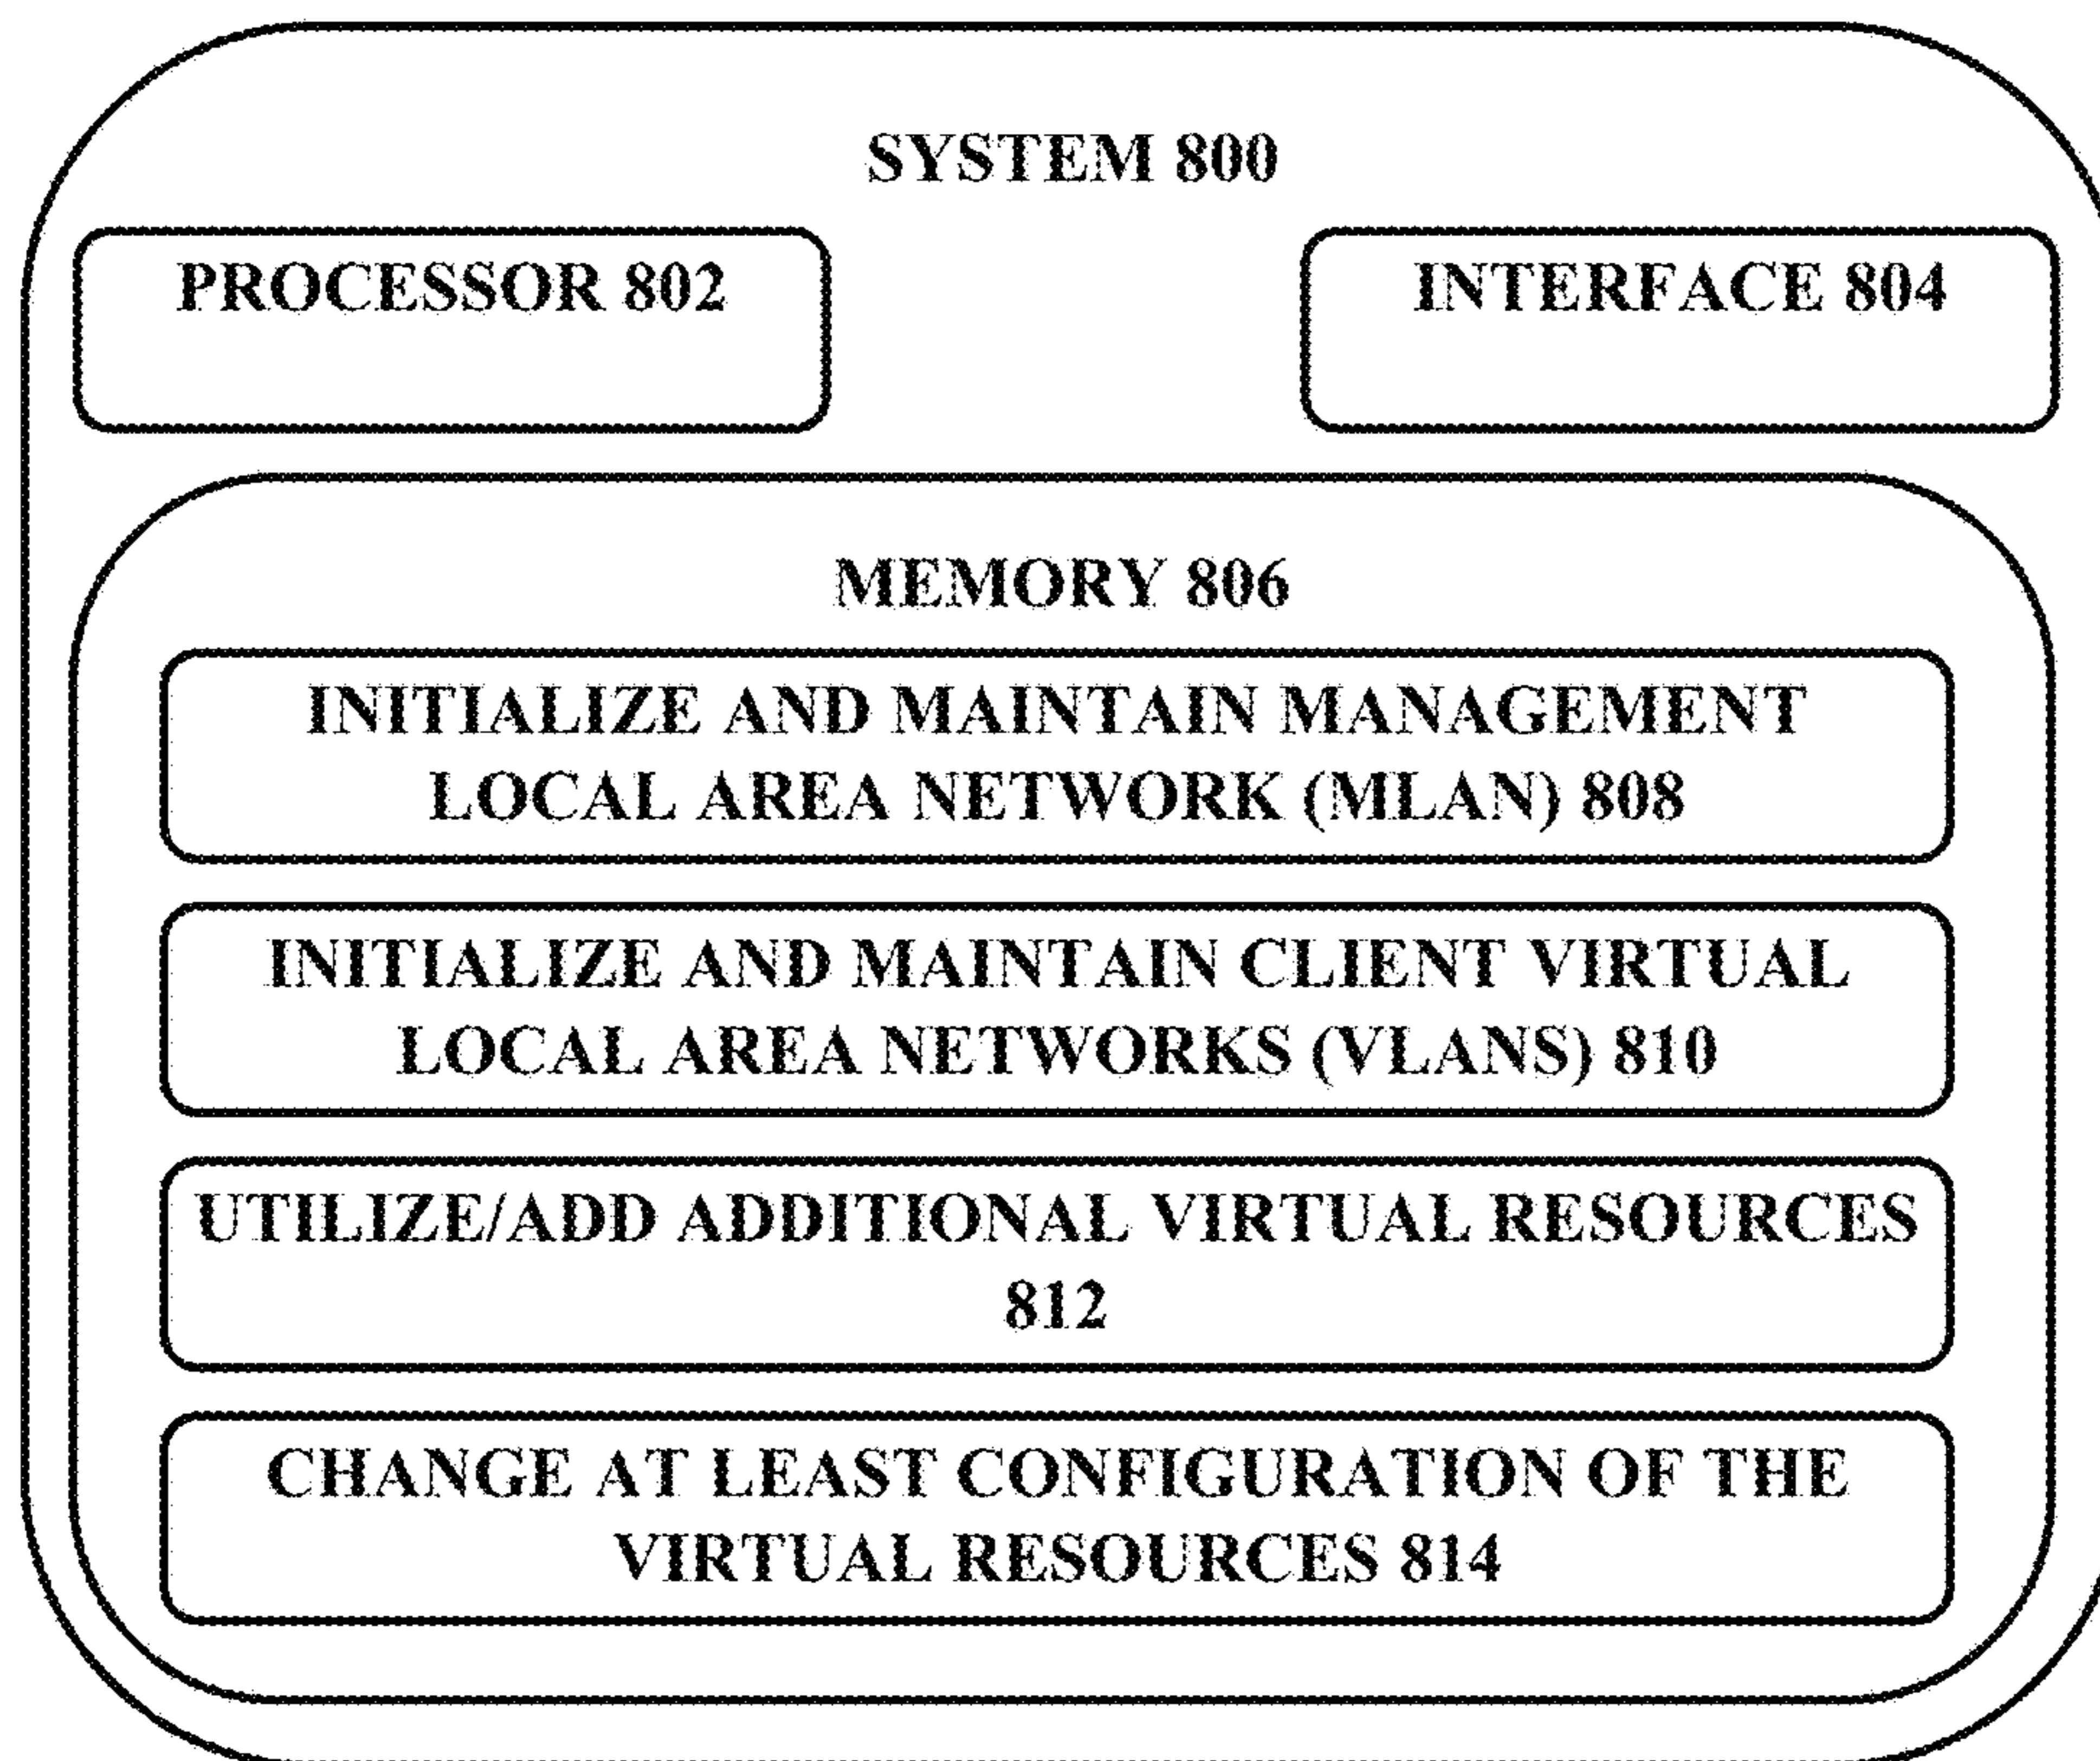 SYSTEM 800
PROCESSOR 802
INTERFACE 804
MEMORY 806
INITIALIZE AND MAINTAIN MANAGEMENT
LOCAL AREA NETWORK (MLAN) 808
INITIALIZE AND MAINTAIN CLIENT VIRTUAL
LOCAL AREA NETWORKS (VLANS) 810
UTILIZE/ADD ADDITIONAL VIRTUAL RESOURCES
812
CHANGE AT LEAST CONFIGURATION OF THE
VIRTUAL RESOURCES 814